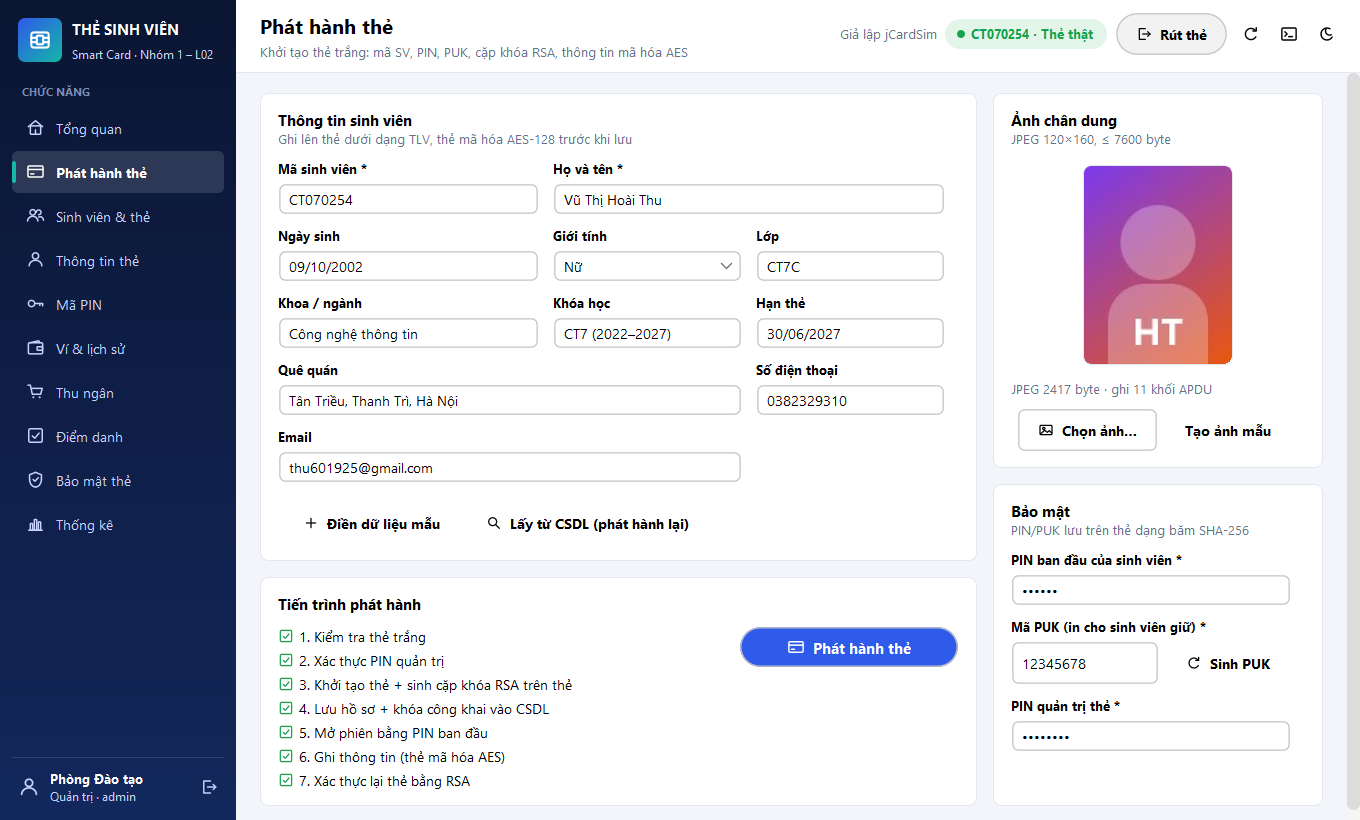 THẺ SINH VIÊN
Smart Card · Nhóm 1 – L02
CHỨC NĂNG
Tổng quan
Phát hành thẻ
Sinh viên & thẻ
Thông tin thẻ
Mã PIN
Ví & lịch sử
Thu ngân
Điểm danh
Bảo mật thẻ
Thống kê
Phòng Đào tạo
Quản trị · admin
Phát hành thẻ
Khởi tạo thẻ trắng: mã SV, PIN, PUK, cặp khóa RSA, thông tin mã hóa AES
Giả lập jCardSim
CT070254 · Thẻ thật
Rút thẻ
Thông tin sinh viên
Ghi lên thẻ dưới dạng TLV, thẻ mã hóa AES-128 trước khi lưu
Mã sinh viên *
Họ và tên *
CT070254
Vũ Thị Hoài Thu
Ngày sinh
Giới tính
Lớp
09/10/2002
Nữ
CT7C
Khoa / ngành
Khóa học
Hạn thẻ
Công nghệ thông tin
CT7 (2022–2027)
30/06/2027
Quê quán
Số điện thoại
Tân Triều, Thanh Trì, Hà Nội
0382329310
Email
thu601925@gmail.com
Điền dữ liệu mẫu
Lấy từ CSDL (phát hành lại)
Tiến trình phát hành
1. Kiểm tra thẻ trắng
2. Xác thực PIN quản trị
3. Khởi tạo thẻ + sinh cặp khóa RSA trên thẻ
4. Lưu hồ sơ + khóa công khai vào CSDL
5. Mở phiên bằng PIN ban đầu
6. Ghi thông tin (thẻ mã hóa AES)
7. Xác thực lại thẻ bằng RSA
Phát hành thẻ
Ảnh chân dung
JPEG 120×160, ≤ 7600 byte
HT
JPEG 2417 byte · ghi 11 khối APDU
Chọn ảnh...
Tạo ảnh mẫu
Bảo mật
PIN/PUK lưu trên thẻ dạng băm SHA-256
PIN ban đầu của sinh viên *
••••••
Mã PUK (in cho sinh viên giữ) *
12345678
Sinh PUK
PIN quản trị thẻ *
••••••••